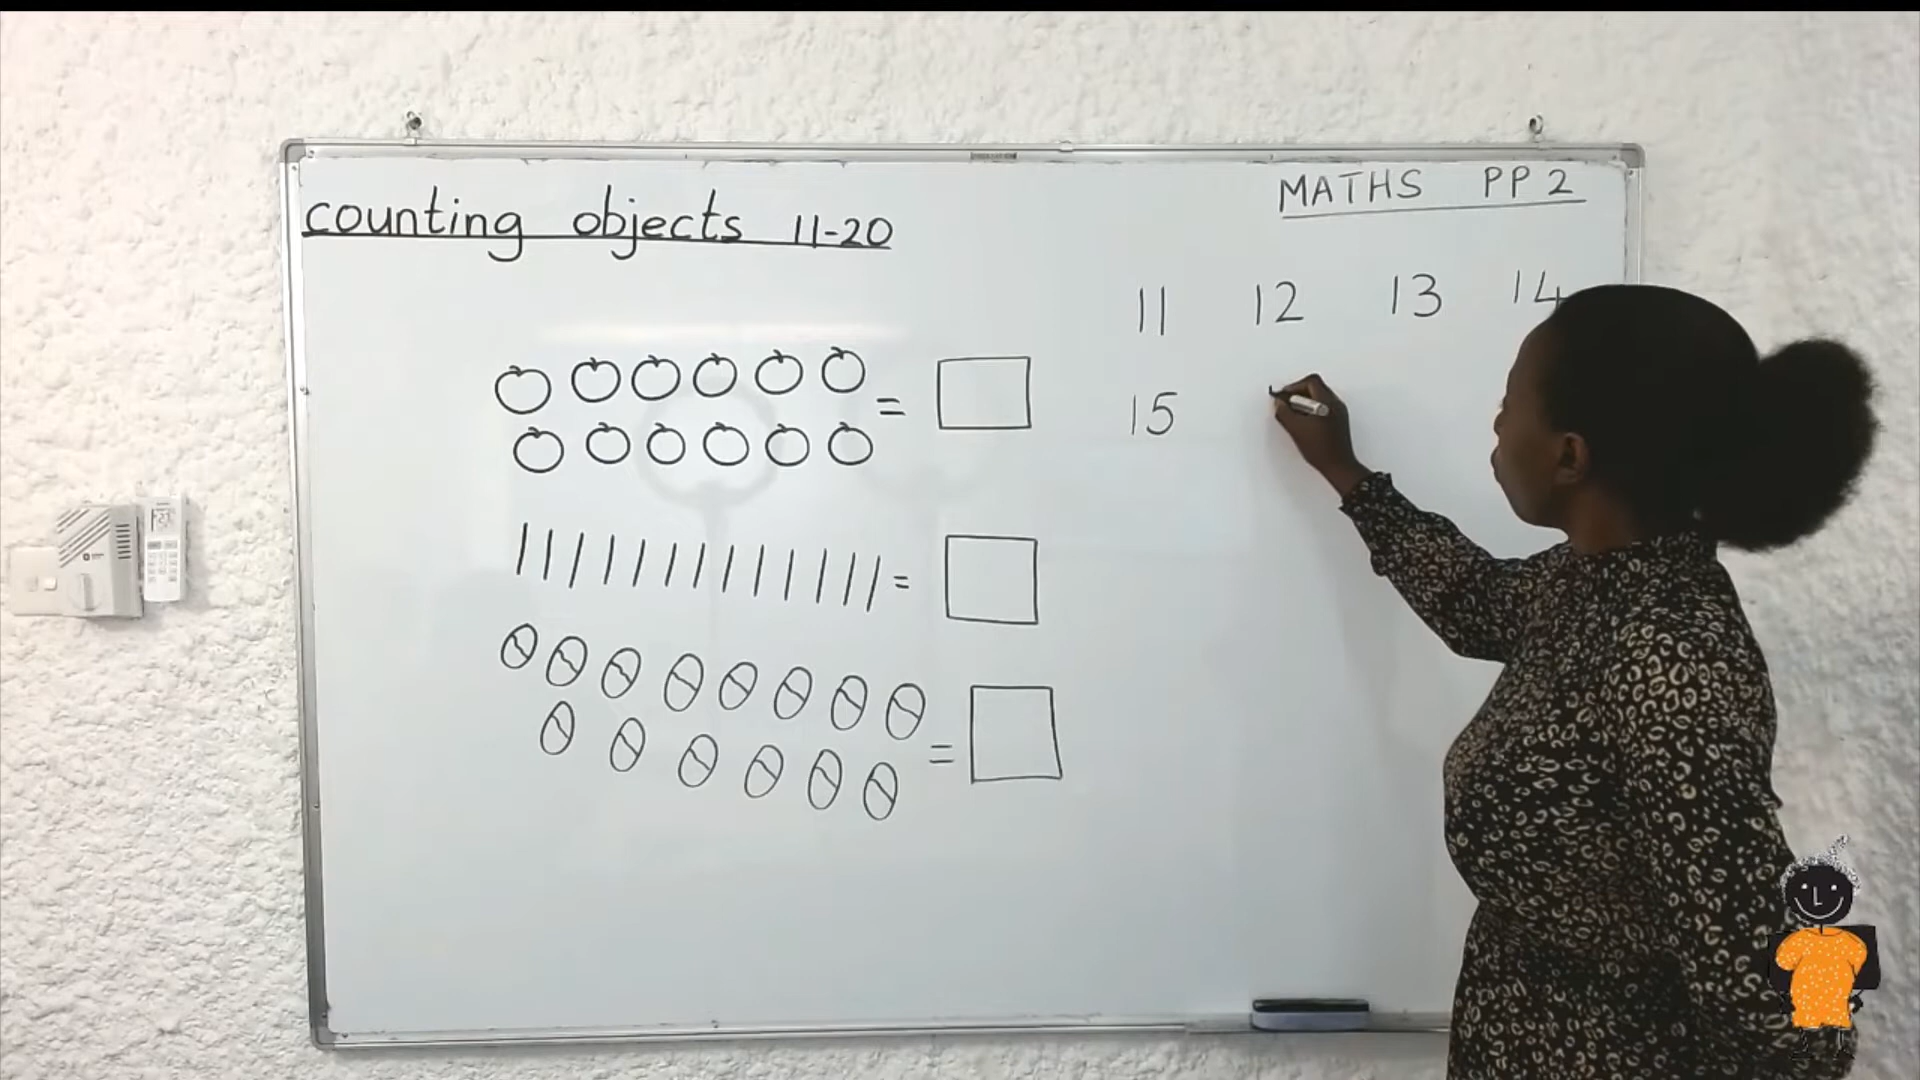 counting objects 11-20
MATHS PP 2
11 12 13 14
15
=
=
=